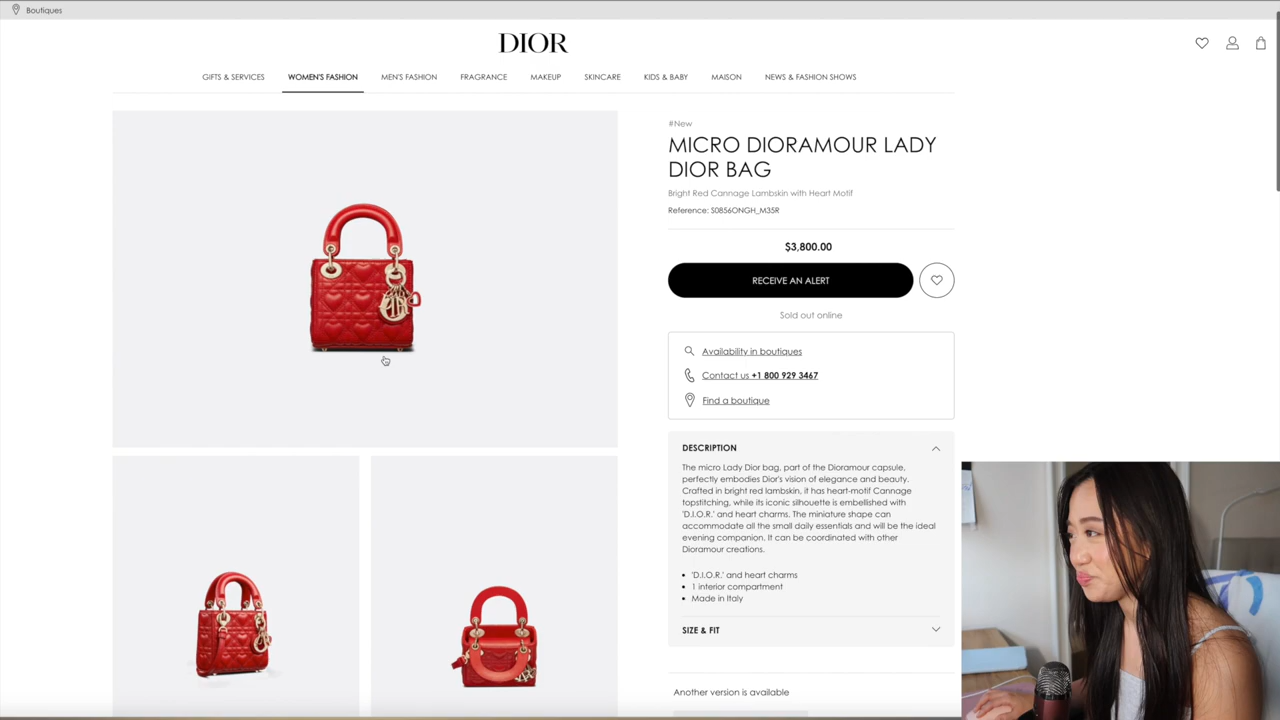 Boutiques
DIOR
GIFTS & SERVICES
WOMEN'S FASHION
MEN'S FASHION
FRAGRANCE
MAKEUP
SKINCARE
KIDS & BABY
MAISON
NEWS & FASHION SHOWS
#New
MICRO DIORAMOUR LADY
DIOR BAG
Bright Red Cannage Lambskin with Heart Motif
Reference: S0856ONGH_M35R
$3,800.00
RECEIVE AN ALERT
Sold out online
Availability in boutiques
Contact us +1 800 929 3467
Find a boutique
DESCRIPTION
The micro Lady Dior bag, part of the Dioramour capsule,
perfectly embodies Dior's vision of elegance and beauty.
Crafted in bright red lambskin, it has heart-motif Cannage
topstitching, while its iconic silhouette is embellished with
'D.I.O.R.' and heart charms. The miniature shape can
accommodate all the small daily essentials and will be the ideal
evening companion. It can be coordinated with other
Dioramour creations.
• 'D.I.O.R.' and heart charms
• 1 interior compartment
• Made in Italy
SIZE & FIT
Another version is available